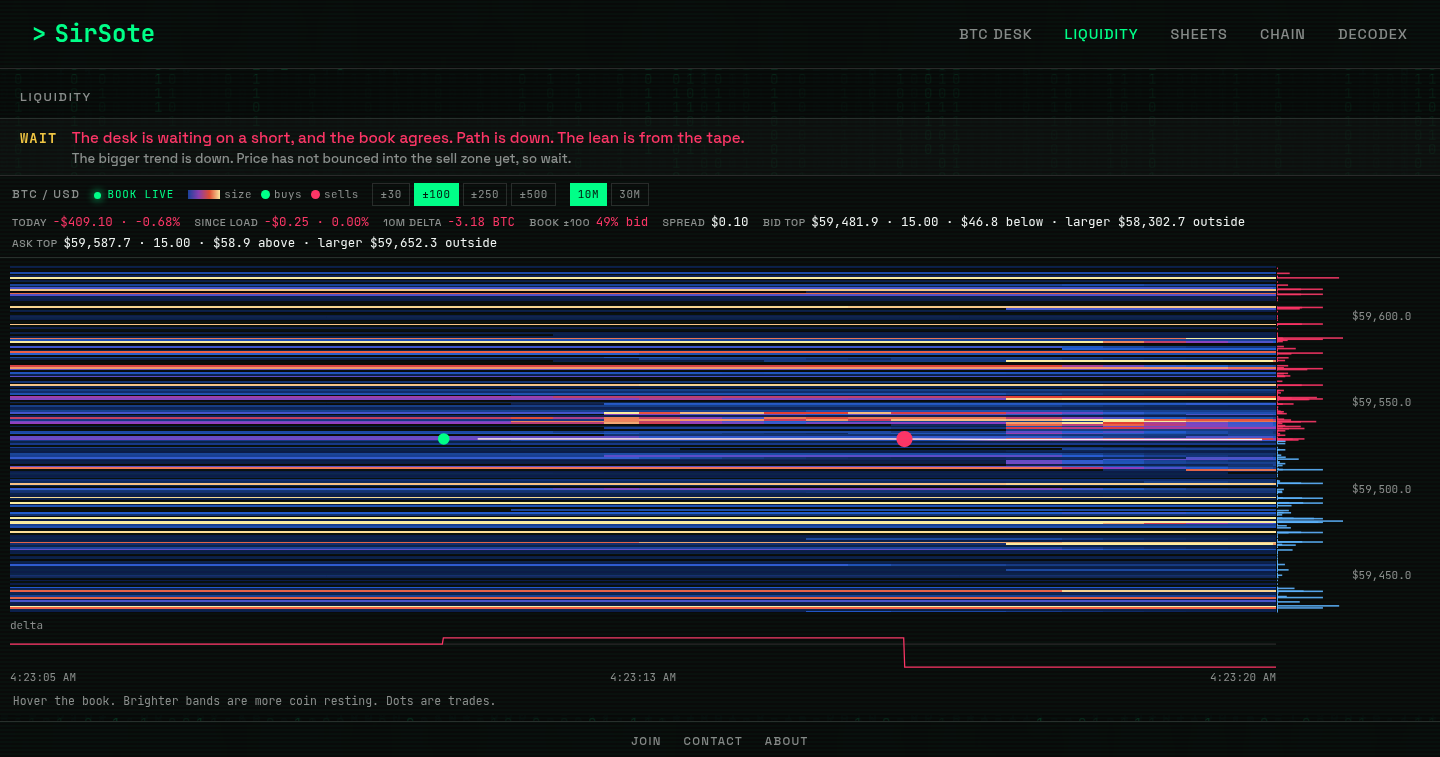 > SirSote
BTC DESK LIQUIDITY SHEETS CHAIN DECODEX
LIQUIDITY
WAIT The desk is waiting on a short, and the book agrees. Path is down. The lean is from the tape.
The bigger trend is down. Price has not bounced into the sell zone yet, so wait.
BTC / USD BOOK LIVE size buys sells ±30 ±100 ±250 ±500 10M 30M
TODAY -$409.10 · -0.68% SINCE LOAD -$0.25 · 0.00% 10M DELTA -3.18 BTC BOOK ±100 49% bid SPREAD $0.10 BID TOP $59,481.9 · 15.00 · $46.8 below · larger $58,302.7 outside
ASK TOP $59,587.7 · 15.00 · $58.9 above · larger $59,652.3 outside
$59,600.0
$59,550.0
$59,500.0
$59,450.0
delta
4:23:05 AM 4:23:13 AM 4:23:20 AM
Hover the book. Brighter bands are more coin resting. Dots are trades.
JOIN CONTACT ABOUT